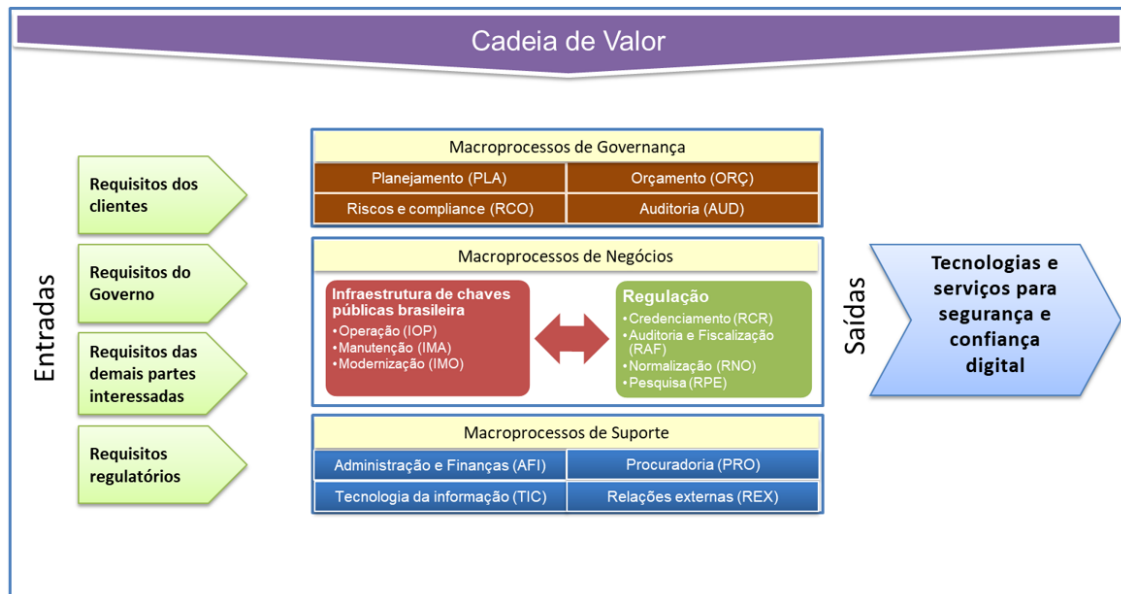 Cadeia de Valor
Entradas
Requisitos dos
clientes
Requisitos do
Governo
Requisitos das
demais partes
interessadas
Requisitos
regulatórios
Macroprocessos de Governança
Planejamento (PLA)
Orçamento (ORÇ)
Riscos e compliance (RCO)
Auditoria (AUD)
Macroprocessos de Negócios
Infraestrutura de chaves
públicas brasileira
•Operação (IOP)
•Manutenção (IMA)
•Modernização (IMO)
Regulação
•Credenciamento (RCR)
•Auditoria e Fiscalização
(RAF)
•Normalização (RNO)
•Pesquisa (RPE)
Macroprocessos de Suporte
Administração e Finanças (AFI)
Procuradoria (PRO)
Tecnologia da informação (TIC)
Relações externas (REX)
Saídas
Tecnologias e
serviços para
segurança e
confiança
digital